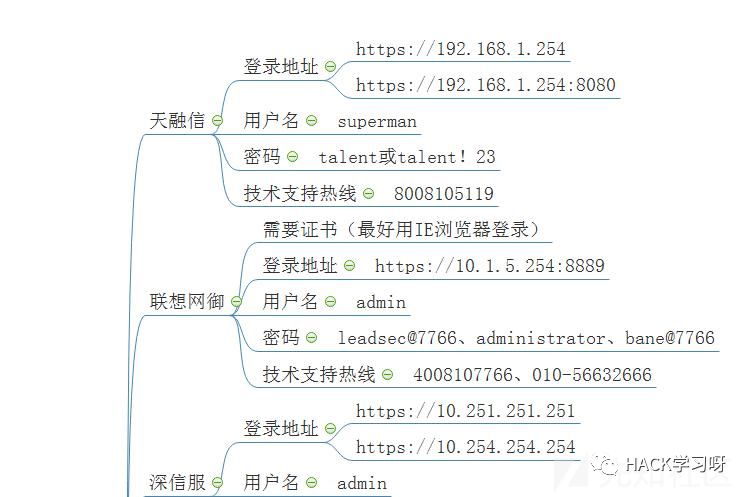 登录地址
https://192.168.1.254
https://192.168.1.254:8080
天融信
用户名
superman
密码
talent或talent！23
技术支持热线
8008105119
需要证书（最好用IE浏览器登录）
登录地址
https://10.1.5.254:8889
联想网御
用户名
admin
密码
leadsec@7766、administrator、bane@7766
技术支持热线
4008107766、010-56632666
登录地址
https://10.251.251.251
https://10.254.254.254
深信服
用户名
admin
HACK学习呀